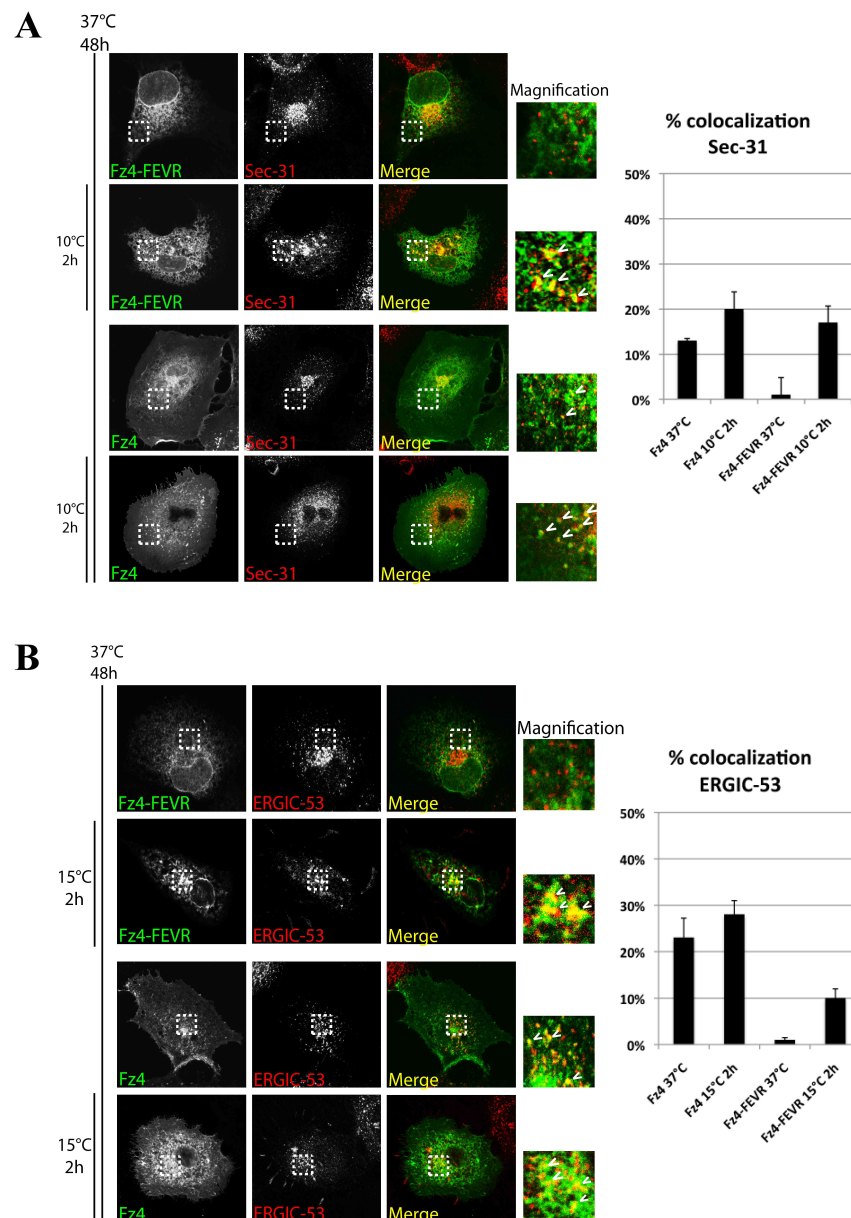 A
37°C
48h
Magnification
Fz4-FEVR Sec-31 Merge
10°C
2h
Fz4-FEVR Sec-31 Merge
Fz4 Sec-31 Merge
10°C
2h
Fz4 Sec-31 Merge
% colocalization
Sec-31
50%
40%
30%
20%
10%
0%
Fz4 37°C
Fz4 10°C 2h
Fz4-FEVR 37°C
Fz4-FEVR 10°C 2h
B
37°C
48h
Magnification
Fz4-FEVR ERGIC-53 Merge
15°C
2h
Fz4-FEVR ERGIC-53 Merge
Fz4 ERGIC-53 Merge
15°C
2h
Fz4 ERGIC-53 Merge
% colocalization
ERGIC-53
50%
40%
30%
20%
10%
0%
Fz4 37°C
Fz4 15°C 2h
Fz4-FEVR 37°C
Fz4-FEVR 15°C 2h